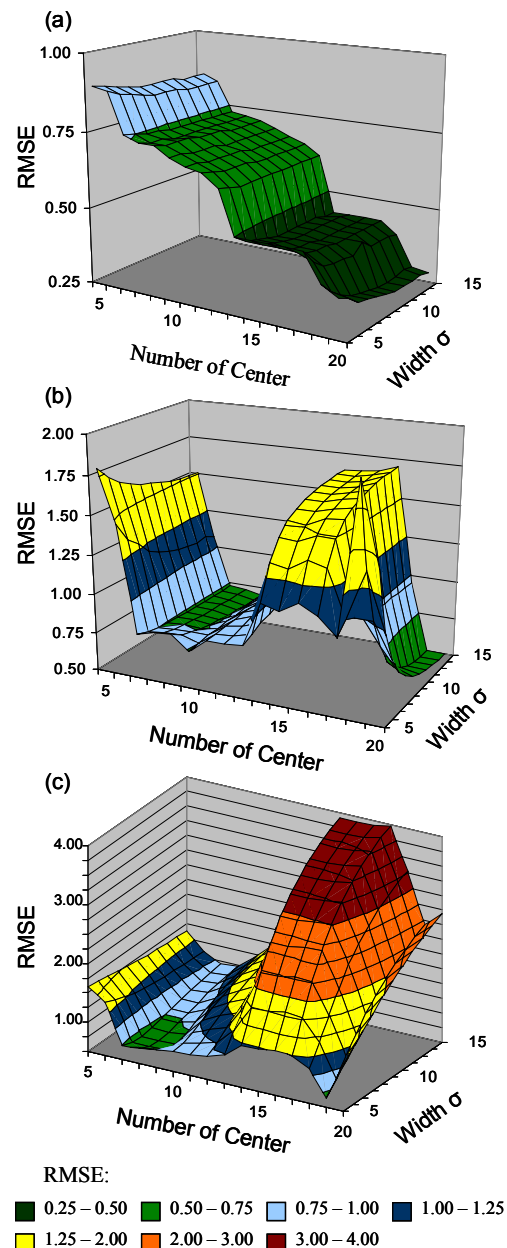 (a)
1.00
0.75
0.50
0.25
RMSE
5
10
15
20
Number of Center
5
10
15
Width σ
(b)
2.00
1.75
1.50
1.25
1.00
0.75
0.50
RMSE
5
10
15
20
Number of Center
5
10
15
Width σ
(c)
4.00
3.00
2.00
1.00
RMSE
5
10
15
20
Number of Center
5
10
15
Width σ
RMSE:
0.25 – 0.50 0.50 – 0.75 0.75 – 1.00 1.00 – 1.25
1.25 – 2.00 2.00 – 3.00 3.00 – 4.00